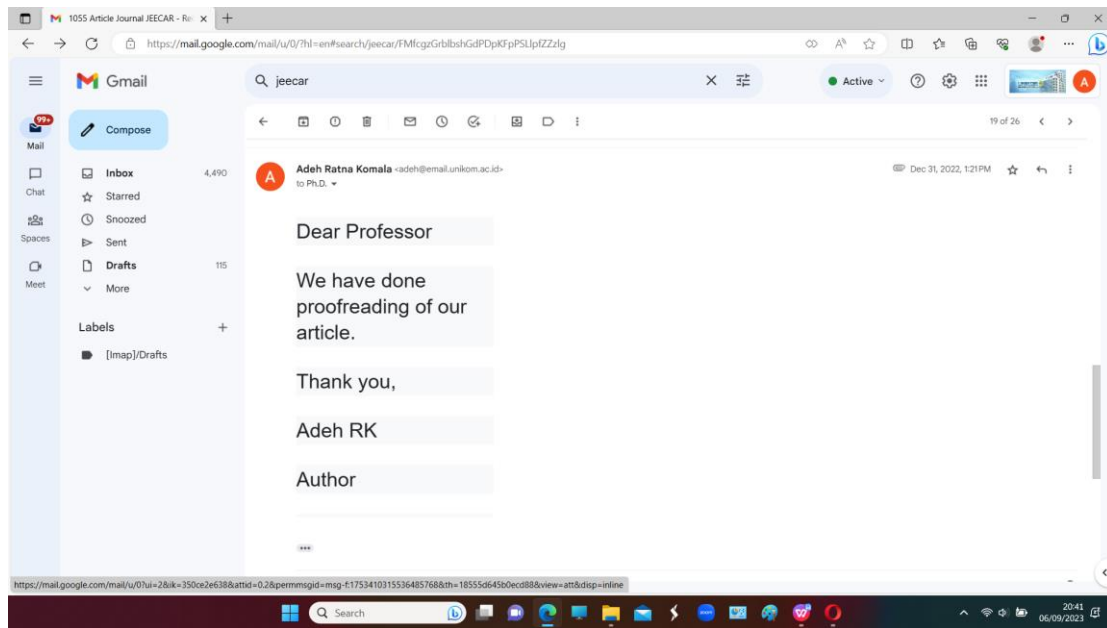 1055 Article Journal JEECAR - Re
https://mail.google.com/mail/u/0/?hl=en#search/jeecar/FMfcgzGrblbshGdPDpKFpPSLJpfZZzlg
Gmail
jeecar
Active
A
99+
Mail
Compose
19 of 26
Chat
Spaces
Meet
Inbox 4,490
Starred
Snoozed
Sent
Drafts 115
More
Labels
[Imap]/Drafts
A
Adeh Ratna Komala <adeh@email.unikom.ac.id>
Dec 31, 2022, 1:21 PM
to Ph.D.
Dear Professor
We have done
proofreading of our
article.
Thank you,
Adeh RK
Author
https://mail.google.com/mail/u/0?ui=2&ik=350ce2e638&attid=0.2&permmsgid=msg-f:1753410315536485768&th=18555d645b0ecd88&view=att&disp=inline
Search
20:41
06/09/2023